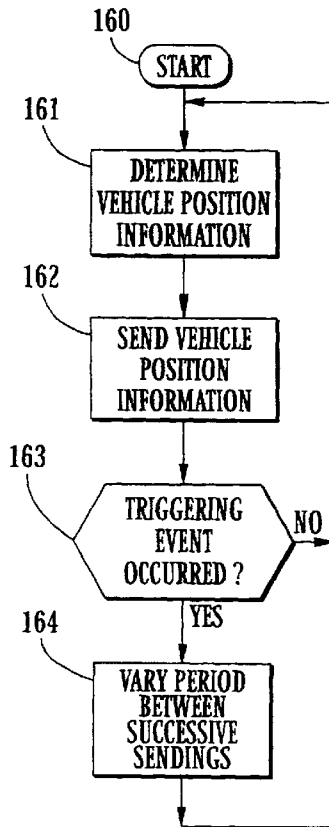 160
START
161
DETERMINE
VEHICLE POSITION
INFORMATION
162
SEND VEHICLE
POSITION
INFORMATION
163
TRIGGERING
EVENT
OCCURRED ?
NO
YES
164
VARY PERIOD
BETWEEN
SUCCESSIVE
SENDINGS